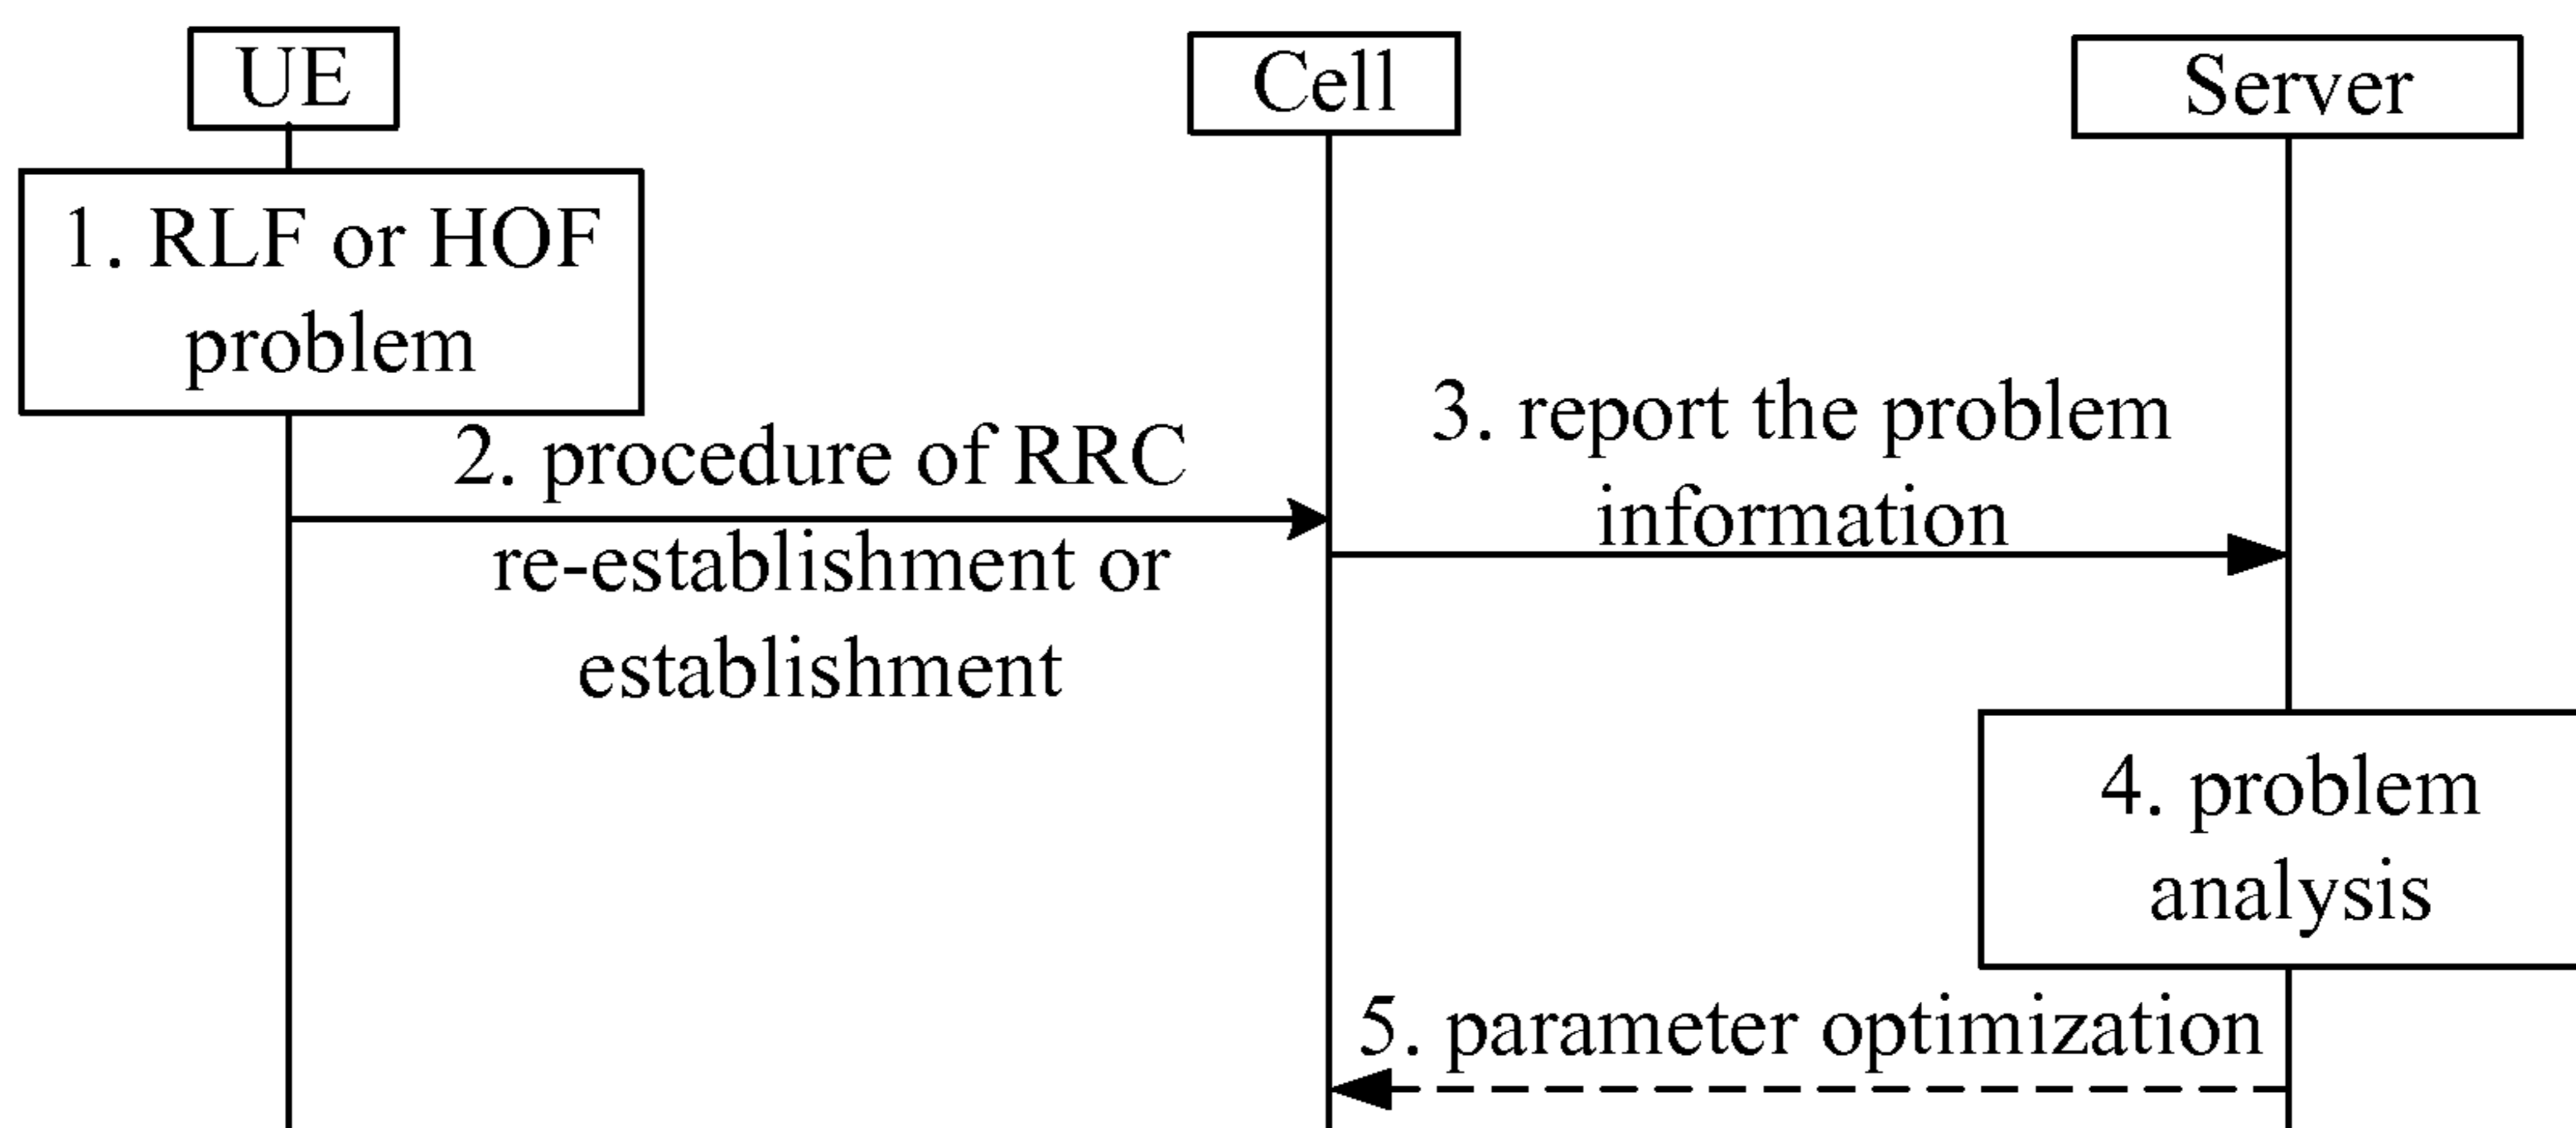 UE
Cell
Server
1. RLF or HOF
problem
2. procedure of RRC
re-establishment or
establishment
3. report the problem
information
4. problem
analysis
5. parameter optimization